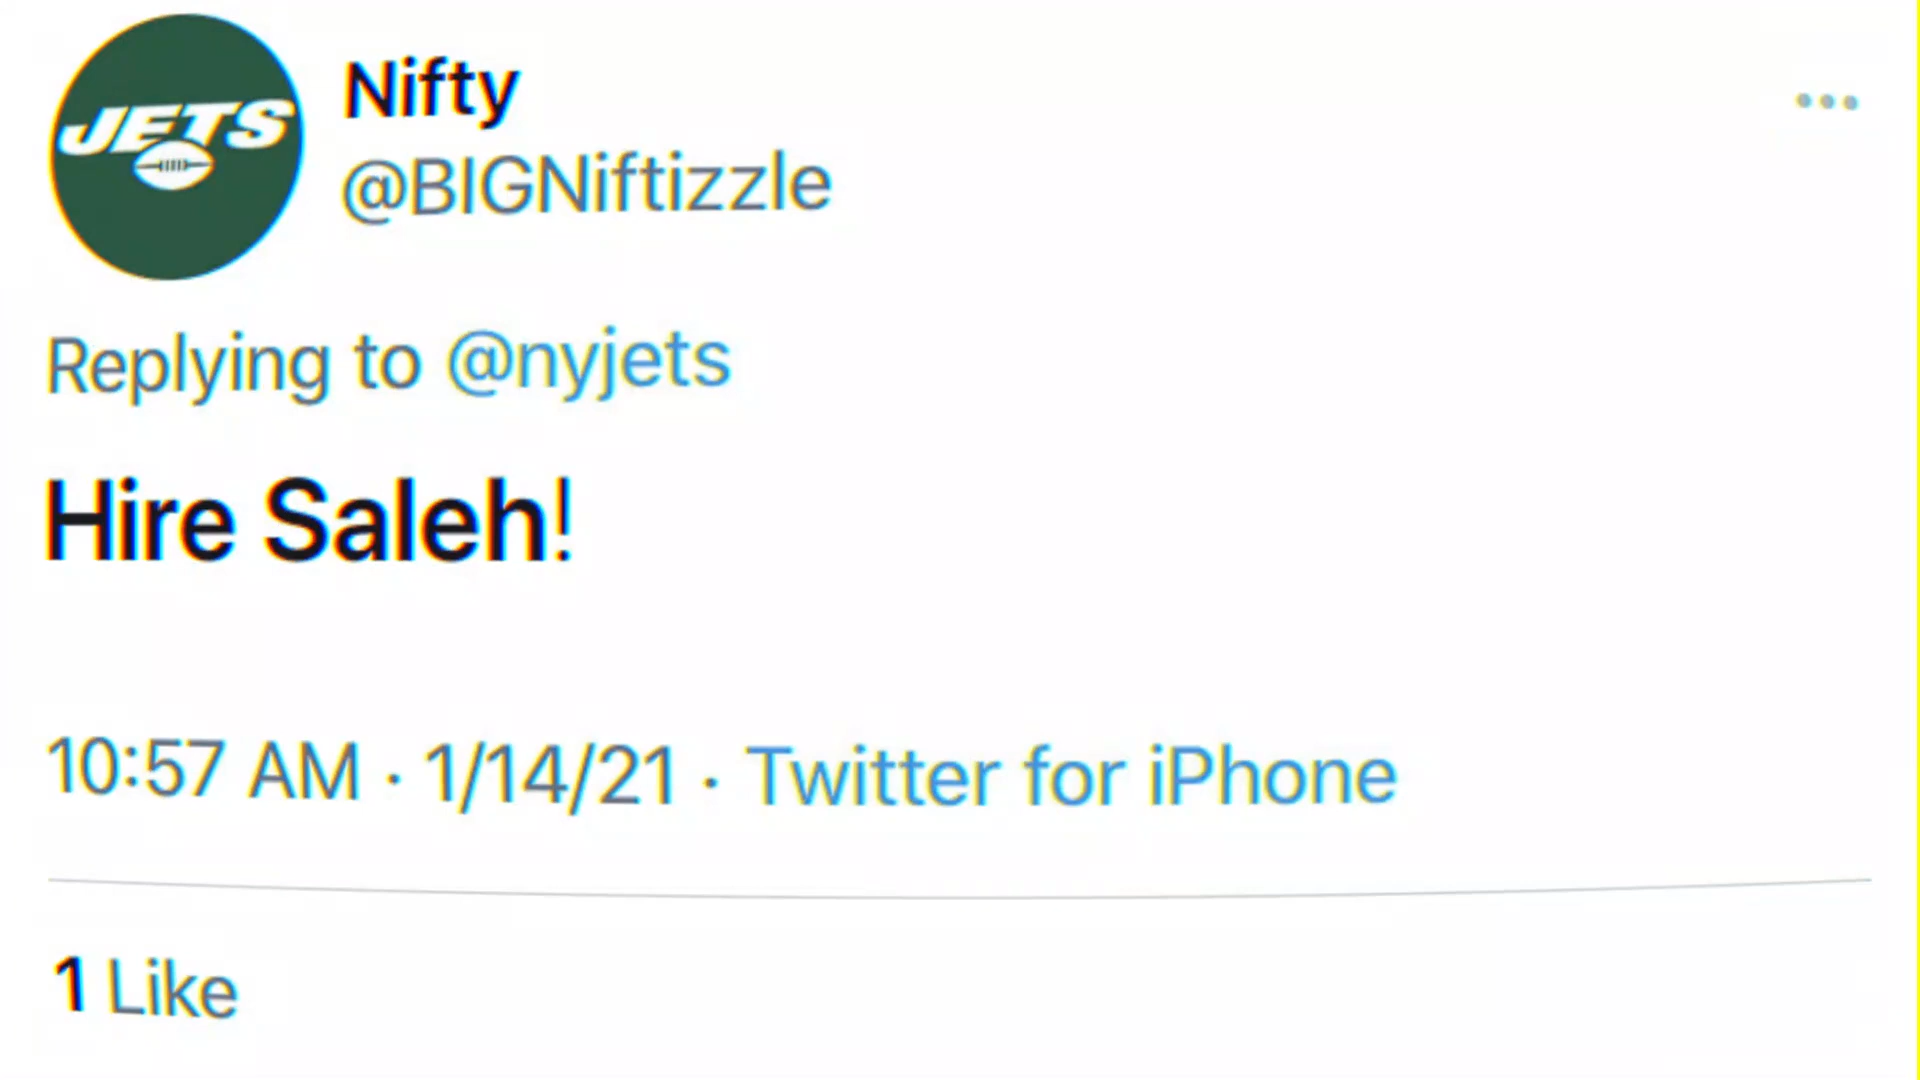 JETS
Nifty
@BIGNiftizzle
Replying to @nyjets
Hire Saleh!
10:57 AM · 1/14/21 · Twitter for iPhone
1 Like